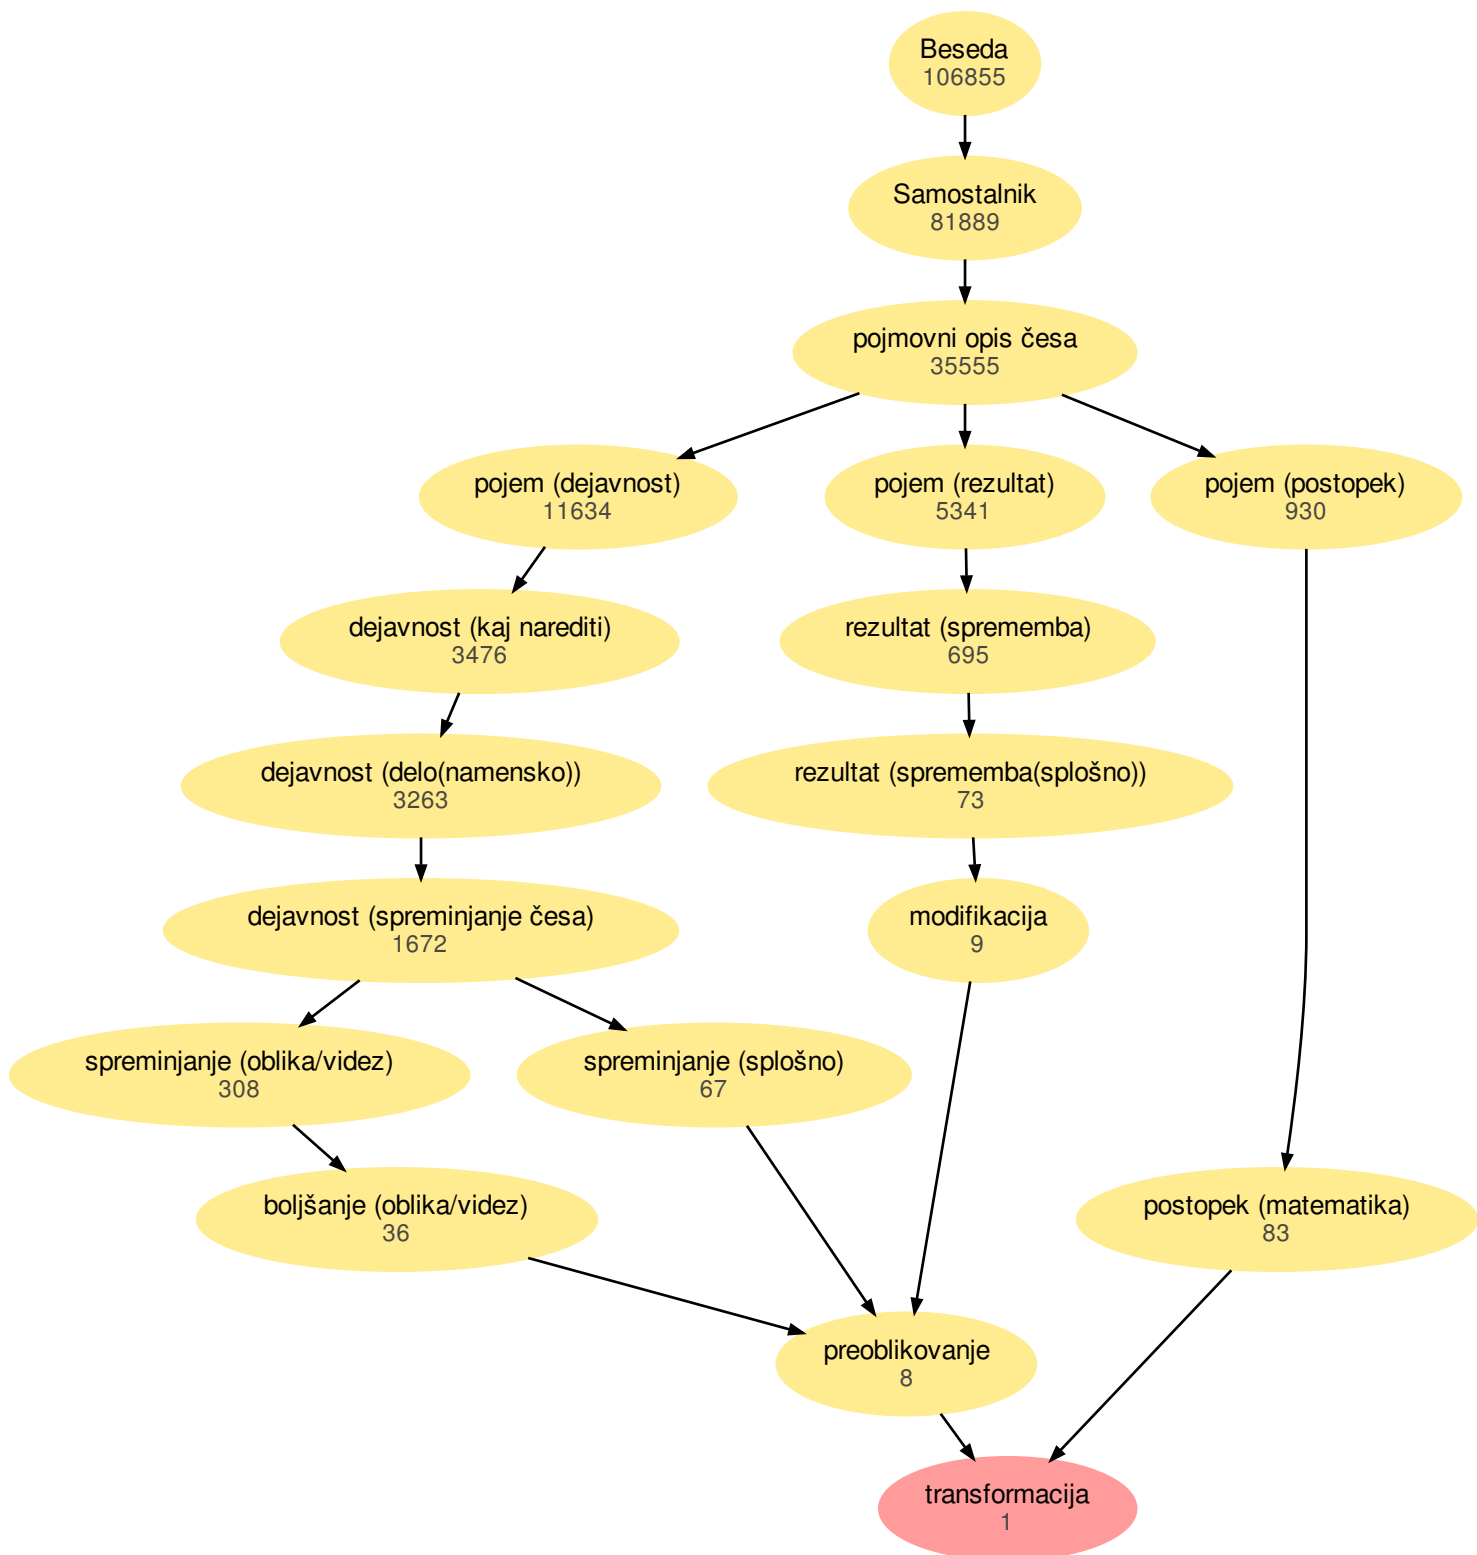 Beseda
106855
Samostalnik
81889
pojmovni opis česa
35555
pojem (dejavnost)
11634
pojem (rezultat)
5341
pojem (postopek)
930
dejavnost (kaj narediti)
3476
rezultat (sprememba)
695
dejavnost (delo(namensko))
3263
rezultat (sprememba(splošno))
73
dejavnost (spreminjanje česa)
1672
modifikacija
9
spreminjanje (oblika/videz)
308
spreminjanje (splošno)
67
boljšanje (oblika/videz)
36
postopek (matematika)
83
preoblikovanje
8
transformacija
1